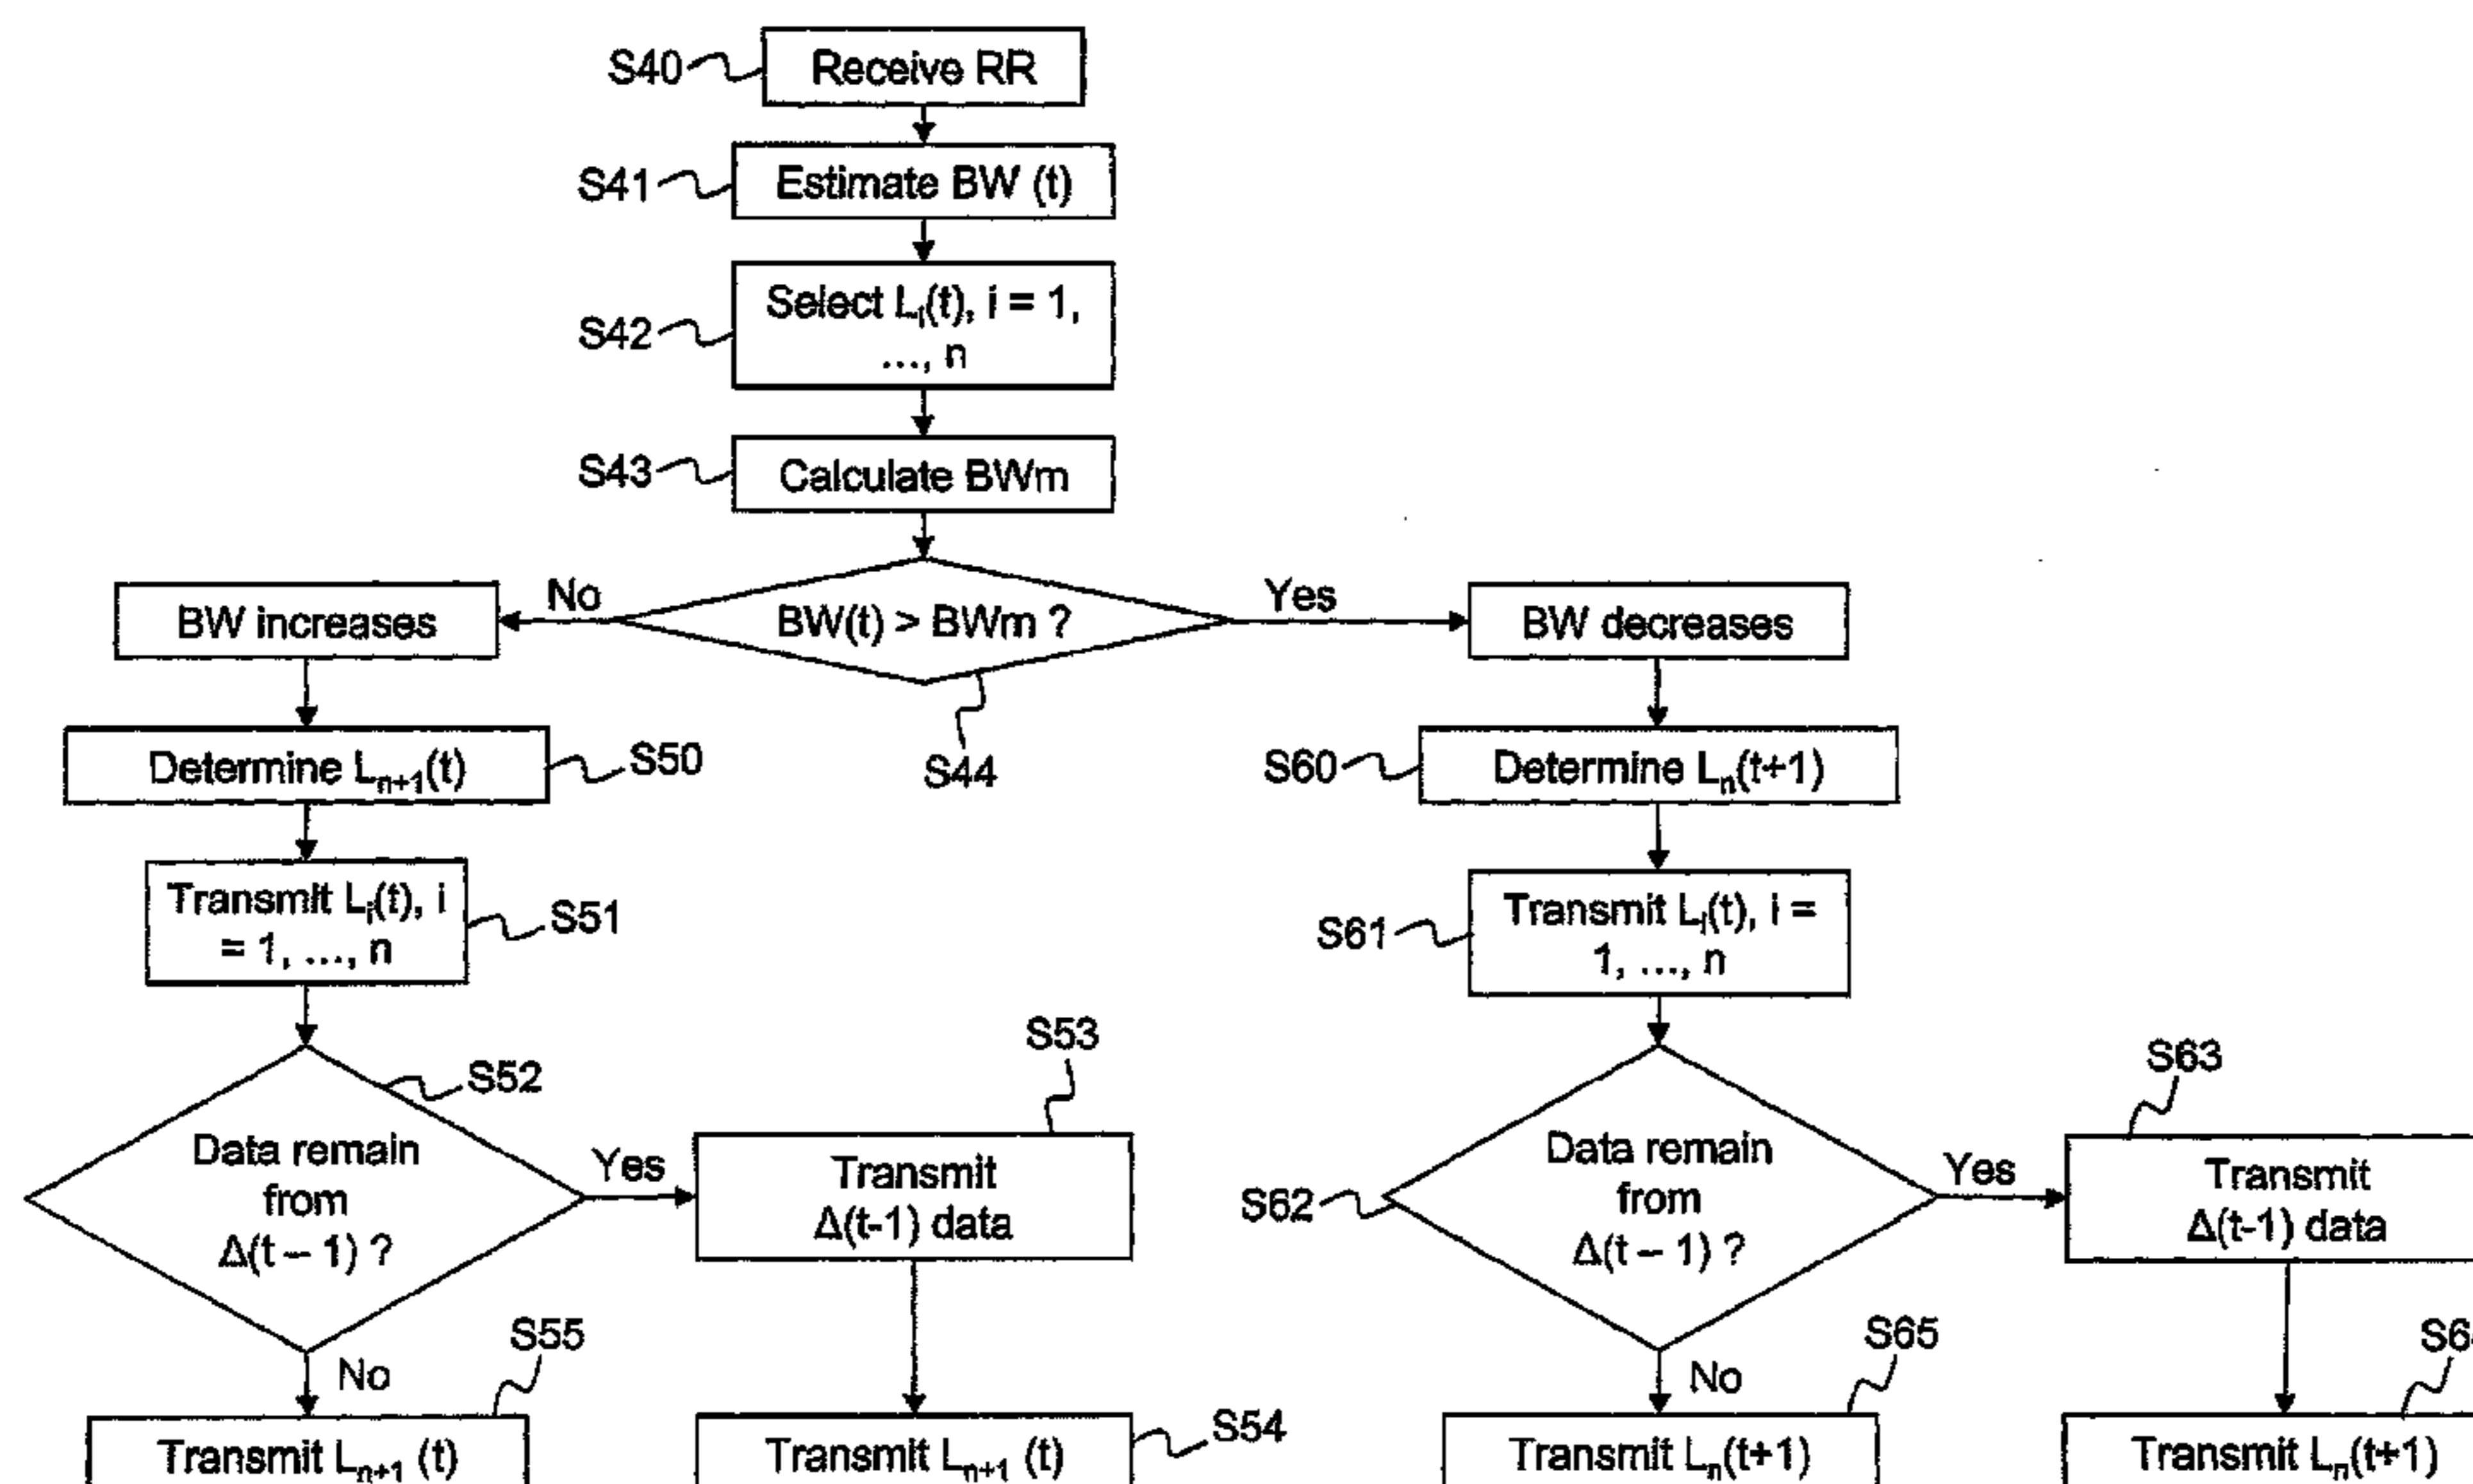 S40
Receive RR
S41
Estimate BW (t)
S42
Select Lᵢ(t), i = 1,
..., n
S43
Calculate BWm
BW increases
No
BW(t) > BWm ?
Yes
BW decreases
S44
Determine Lₙ₊₁(t)
S50
S60
Determine Lₙ(t+1)
Transmit Lᵢ(t), i
= 1, ..., n
S51
S61
Transmit Lᵢ(t), i =
1, ..., n
S52
Data remain
from
Δ(t – 1) ?
Yes
S53
Transmit
Δ(t-1) data
S62
Data remain
from
Δ(t – 1) ?
Yes
S63
Transmit
Δ(t-1) data
No
S55
Transmit Lₙ₊₁ (t)
Transmit Lₙ₊₁ (t)
S54
No
S65
Transmit Lₙ(t+1)
Transmit Lₙ(t+1)